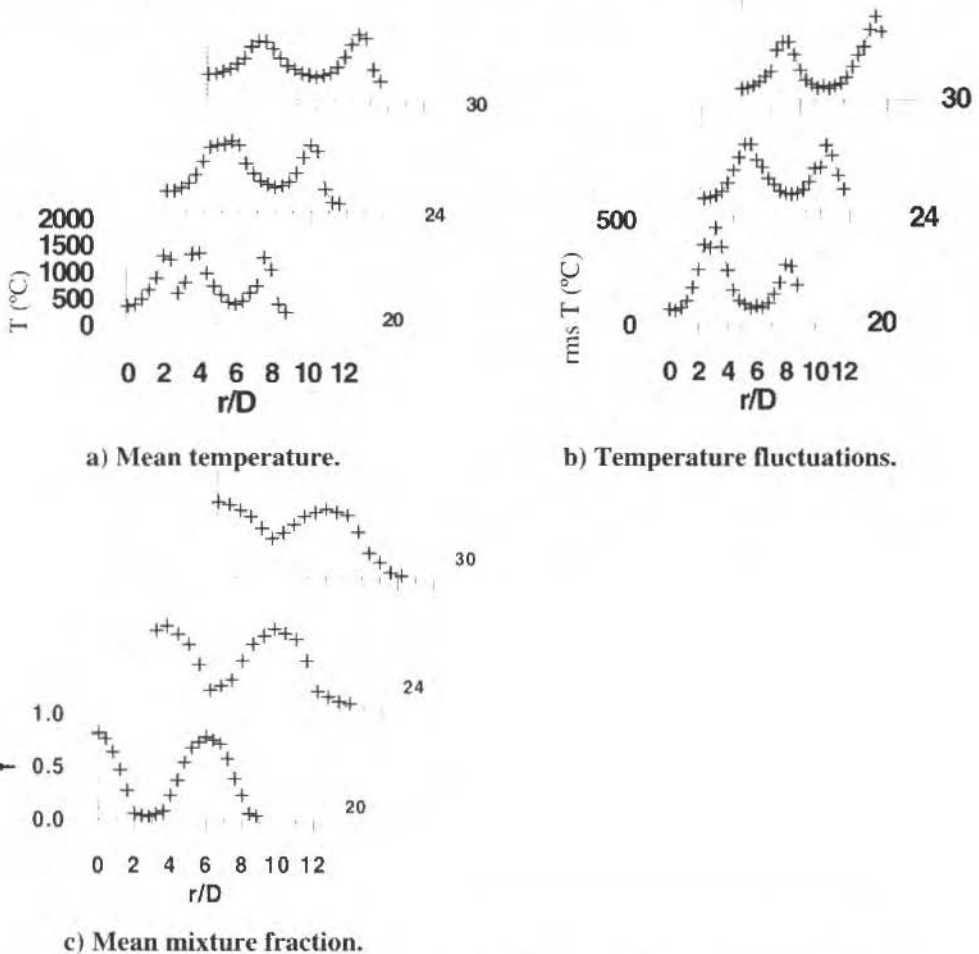 30
24
2000
1500
1000
500
0
T (°C)
20
0 2 4 6 8 10 12
r/D
a) Mean temperature.
30
24
500
0
rms T (°C)
20
0 2 4 6 8 10 12
r/D
b) Temperature fluctuations.
30
24
1.0
0.5
0.0
20
0 2 4 6 8 10 12
r/D
c) Mean mixture fraction.